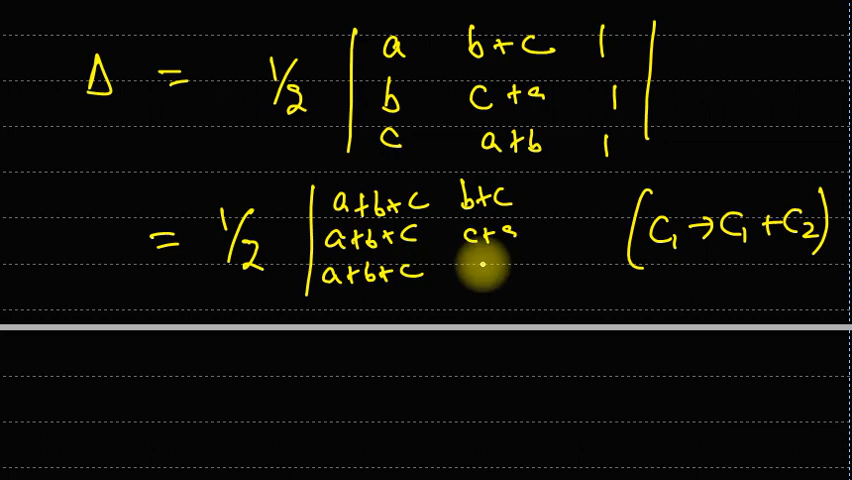 Δ = 1/2 | a b+c 1 |
b c+a 1
c a+b 1
= 1/2 | a+b+c b+c (C₁→C₁+C₂)
a+b+c c+a
a+b+c